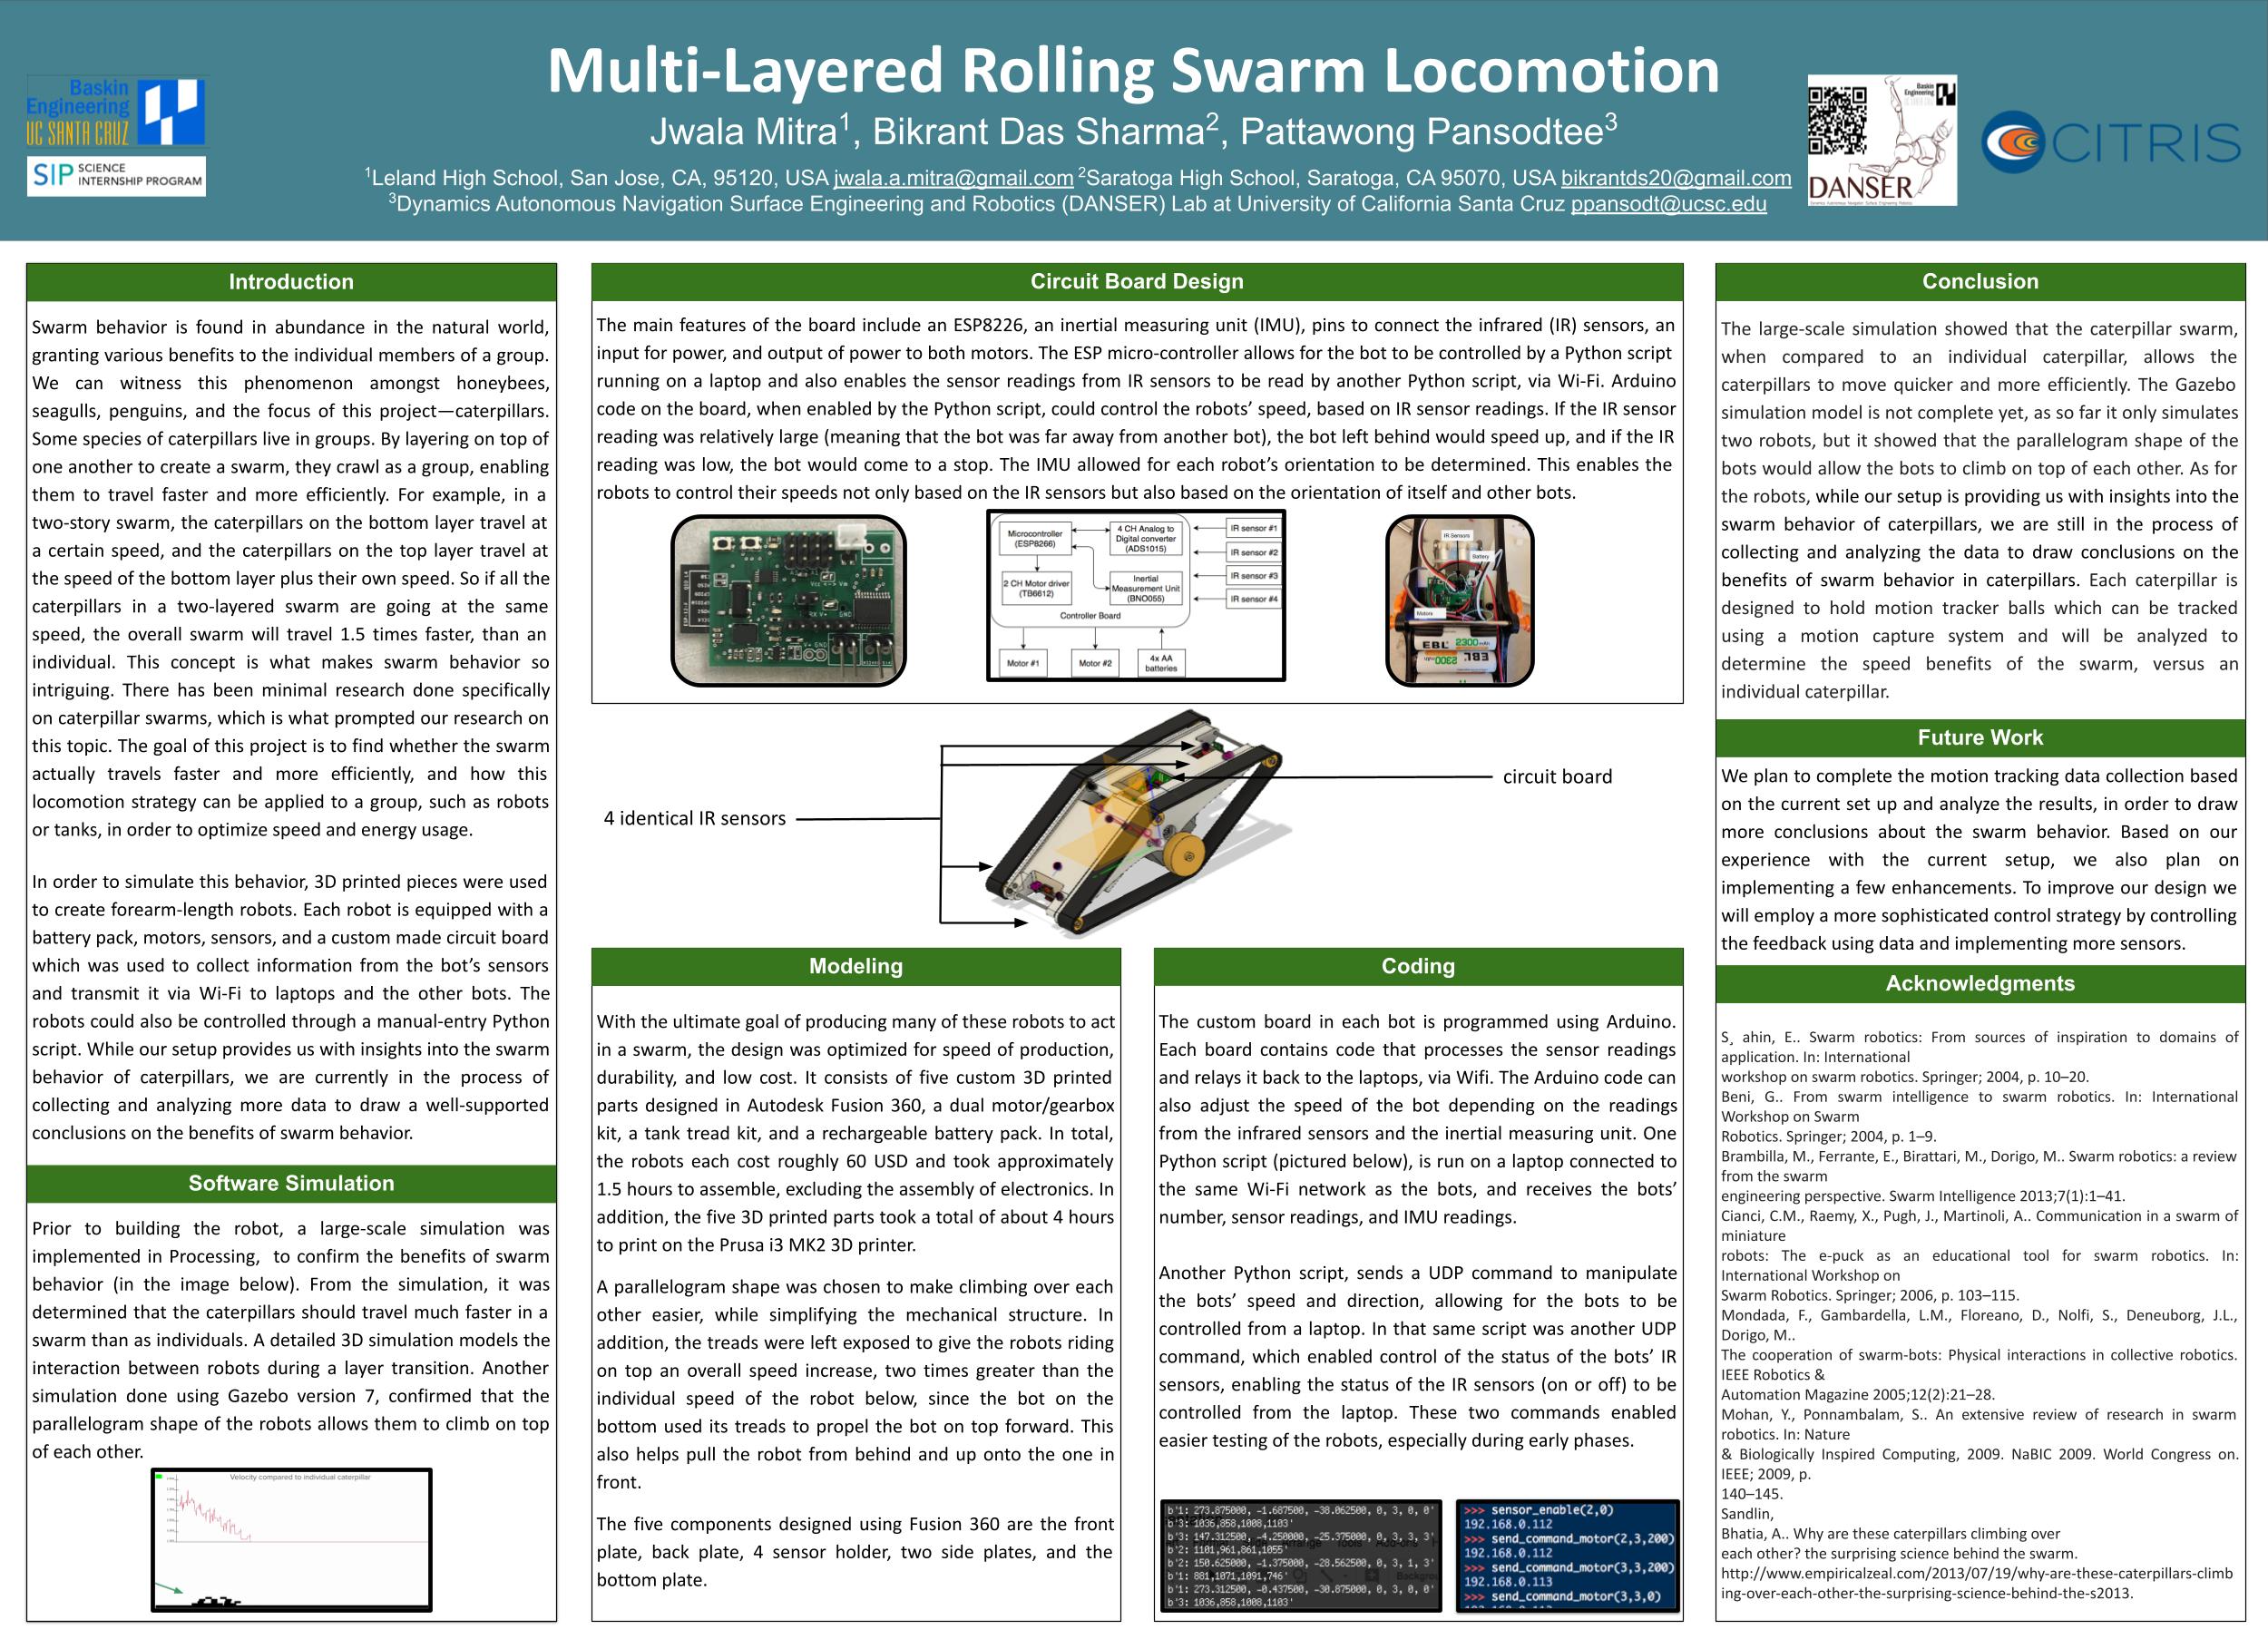 Multi-Layered Rolling Swarm Locomotion
Jwala Mitra1, Bikrant Das Sharma2, Pattawong Pansodtee3
1Leland High School, San Jose, CA, 95120, USA jwala.a.mitra@gmail.com 2Saratoga High School, Saratoga, CA 95070, USA bikrantds20@gmail.com
3Dynamics Autonomous Navigation Surface Engineering and Robotics (DANSER) Lab at University of California Santa Cruz ppansodt@ucsc.edu
Baskin
Engineering
UC SANTA CRUZ
SIP SCIENCE
INTERNSHIP PROGRAM
Baskin
Engineering
DANSER
CITRIS
Introduction
Swarm behavior is found in abundance in the natural world,
granting various benefits to the individual members of a group.
We can witness this phenomenon amongst honeybees,
seagulls, penguins, and the focus of this project—caterpillars.
Some species of caterpillars live in groups. By layering on top of
one another to create a swarm, they crawl as a group, enabling
them to travel faster and more efficiently. For example, in a
two-story swarm, the caterpillars on the bottom layer travel at
a certain speed, and the caterpillars on the top layer travel at
the speed of the bottom layer plus their own speed. So if all the
caterpillars in a two-layered swarm are going at the same
speed, the overall swarm will travel 1.5 times faster, than an
individual. This concept is what makes swarm behavior so
intriguing. There has been minimal research done specifically
on caterpillar swarms, which is what prompted our research on
this topic. The goal of this project is to find whether the swarm
actually travels faster and more efficiently, and how this
locomotion strategy can be applied to a group, such as robots
or tanks, in order to optimize speed and energy usage.
In order to simulate this behavior, 3D printed pieces were used
to create forearm-length robots. Each robot is equipped with a
battery pack, motors, sensors, and a custom made circuit board
which was used to collect information from the bot's sensors
and transmit it via Wi-Fi to laptops and the other bots. The
robots could also be controlled through a manual-entry Python
script. While our setup provides us with insights into the swarm
behavior of caterpillars, we are currently in the process of
collecting and analyzing more data to draw a well-supported
conclusions on the benefits of swarm behavior.
Software Simulation
Prior to building the robot, a large-scale simulation was
implemented in Processing, to confirm the benefits of swarm
behavior (in the image below). From the simulation, it was
determined that the caterpillars should travel much faster in a
swarm than as individuals. A detailed 3D simulation models the
interaction between robots during a layer transition. Another
simulation done using Gazebo version 7, confirmed that the
parallelogram shape of the robots allows them to climb on top
of each other.
Velocity compared to individual caterpillar
Circuit Board Design
The main features of the board include an ESP8226, an inertial measuring unit (IMU), pins to connect the infrared (IR) sensors, an
input for power, and output of power to both motors. The ESP micro-controller allows for the bot to be controlled by a Python script
running on a laptop and also enables the sensor readings from IR sensors to be read by another Python script, via Wi-Fi. Arduino
code on the board, when enabled by the Python script, could control the robots' speed, based on IR sensor readings. If the IR sensor
reading was relatively large (meaning that the bot was far away from another bot), the bot left behind would speed up, and if the IR
reading was low, the bot would come to a stop. The IMU allowed for each robot's orientation to be determined. This enables the
robots to control their speeds not only based on the IR sensors but also based on the orientation of itself and other bots.
Microcontroller
(ESP8266)
4 CH Analog to
Digital converter
(ADS1015)
2 CH Motor driver
(TB6612)
Inertial
Measurement Unit
(BNO055)
Controller Board
IR sensor #1
IR sensor #2
IR sensor #3
IR sensor #4
Motor #1
Motor #2
4x AA
batteries
IR Sensors
Battery
Motors
EBL 2300mAh
EBL 2300
4 identical IR sensors
circuit board
Modeling
With the ultimate goal of producing many of these robots to act
in a swarm, the design was optimized for speed of production,
durability, and low cost. It consists of five custom 3D printed
parts designed in Autodesk Fusion 360, a dual motor/gearbox
kit, a tank tread kit, and a rechargeable battery pack. In total,
the robots each cost roughly 60 USD and took approximately
1.5 hours to assemble, excluding the assembly of electronics. In
addition, the five 3D printed parts took a total of about 4 hours
to print on the Prusa i3 MK2 3D printer.
A parallelogram shape was chosen to make climbing over each
other easier, while simplifying the mechanical structure. In
addition, the treads were left exposed to give the robots riding
on top an overall speed increase, two times greater than the
individual speed of the robot below, since the bot on the
bottom used its treads to propel the bot on top forward. This
also helps pull the robot from behind and up onto the one in
front.
The five components designed using Fusion 360 are the front
plate, back plate, 4 sensor holder, two side plates, and the
bottom plate.
Coding
The custom board in each bot is programmed using Arduino.
Each board contains code that processes the sensor readings
and relays it back to the laptops, via Wifi. The Arduino code can
also adjust the speed of the bot depending on the readings
from the infrared sensors and the inertial measuring unit. One
Python script (pictured below), is run on a laptop connected to
the same Wi-Fi network as the bots, and receives the bots'
number, sensor readings, and IMU readings.
Another Python script, sends a UDP command to manipulate
the bots' speed and direction, allowing for the bots to be
controlled from a laptop. In that same script was another UDP
command, which enabled control of the status of the bots' IR
sensors, enabling the status of the IR sensors (on or off) to be
controlled from the laptop. These two commands enabled
easier testing of the robots, especially during early phases.
b'1: 273.875000, -1.687500, -38.062500, 0, 3, 0, 0'
b'3: 1036,858,1008,1103'
b'3: 147.312500, -4.250000, -25.375000, 0, 3, 3, 3'
b'2: 1101,961,861,1055'
b'2: 150.625000, -1.375000, -28.562500, 0, 3, 1, 3'
b'1: 881,1071,1091,746'
b'1: 273.312500, -0.437500, -30.875000, 0, 3, 0, 0'
b'3: 1036,858,1008,1103'
>>> sensor_enable(2,0)
192.168.0.112
>>> send_command_motor(2,3,200)
192.168.0.112
>>> send_command_motor(3,3,200)
192.168.0.113
>>> send_command_motor(3,3,0)
Conclusion
The large-scale simulation showed that the caterpillar swarm,
when compared to an individual caterpillar, allows the
caterpillars to move quicker and more efficiently. The Gazebo
simulation model is not complete yet, as so far it only simulates
two robots, but it showed that the parallelogram shape of the
bots would allow the bots to climb on top of each other. As for
the robots, while our setup is providing us with insights into the
swarm behavior of caterpillars, we are still in the process of
collecting and analyzing the data to draw conclusions on the
benefits of swarm behavior in caterpillars. Each caterpillar is
designed to hold motion tracker balls which can be tracked
using a motion capture system and will be analyzed to
determine the speed benefits of the swarm, versus an
individual caterpillar.
Future Work
We plan to complete the motion tracking data collection based
on the current set up and analyze the results, in order to draw
more conclusions about the swarm behavior. Based on our
experience with the current setup, we also plan on
implementing a few enhancements. To improve our design we
will employ a more sophisticated control strategy by controlling
the feedback using data and implementing more sensors.
Acknowledgments
S¸ ahin, E.. Swarm robotics: From sources of inspiration to domains of
application. In: International
workshop on swarm robotics. Springer; 2004, p. 10–20.
Beni, G.. From swarm intelligence to swarm robotics. In: International
Workshop on Swarm
Robotics. Springer; 2004, p. 1–9.
Brambilla, M., Ferrante, E., Birattari, M., Dorigo, M.. Swarm robotics: a review
from the swarm
engineering perspective. Swarm Intelligence 2013;7(1):1–41.
Cianci, C.M., Raemy, X., Pugh, J., Martinoli, A.. Communication in a swarm of
miniature
robots: The e-puck as an educational tool for swarm robotics. In:
International Workshop on
Swarm Robotics. Springer; 2006, p. 103–115.
Mondada, F., Gambardella, L.M., Floreano, D., Nolfi, S., Deneuborg, J.L.,
Dorigo, M..
The cooperation of swarm-bots: Physical interactions in collective robotics.
IEEE Robotics &
Automation Magazine 2005;12(2):21–28.
Mohan, Y., Ponnambalam, S.. An extensive review of research in swarm
robotics. In: Nature
& Biologically Inspired Computing, 2009. NaBIC 2009. World Congress on.
IEEE; 2009, p.
140–145.
Sandlin,
Bhatia, A.. Why are these caterpillars climbing over
each other? the surprising science behind the swarm.
http://www.empiricalzeal.com/2013/07/19/why-are-these-caterpillars-climb
ing-over-each-other-the-surprising-science-behind-the-s2013.